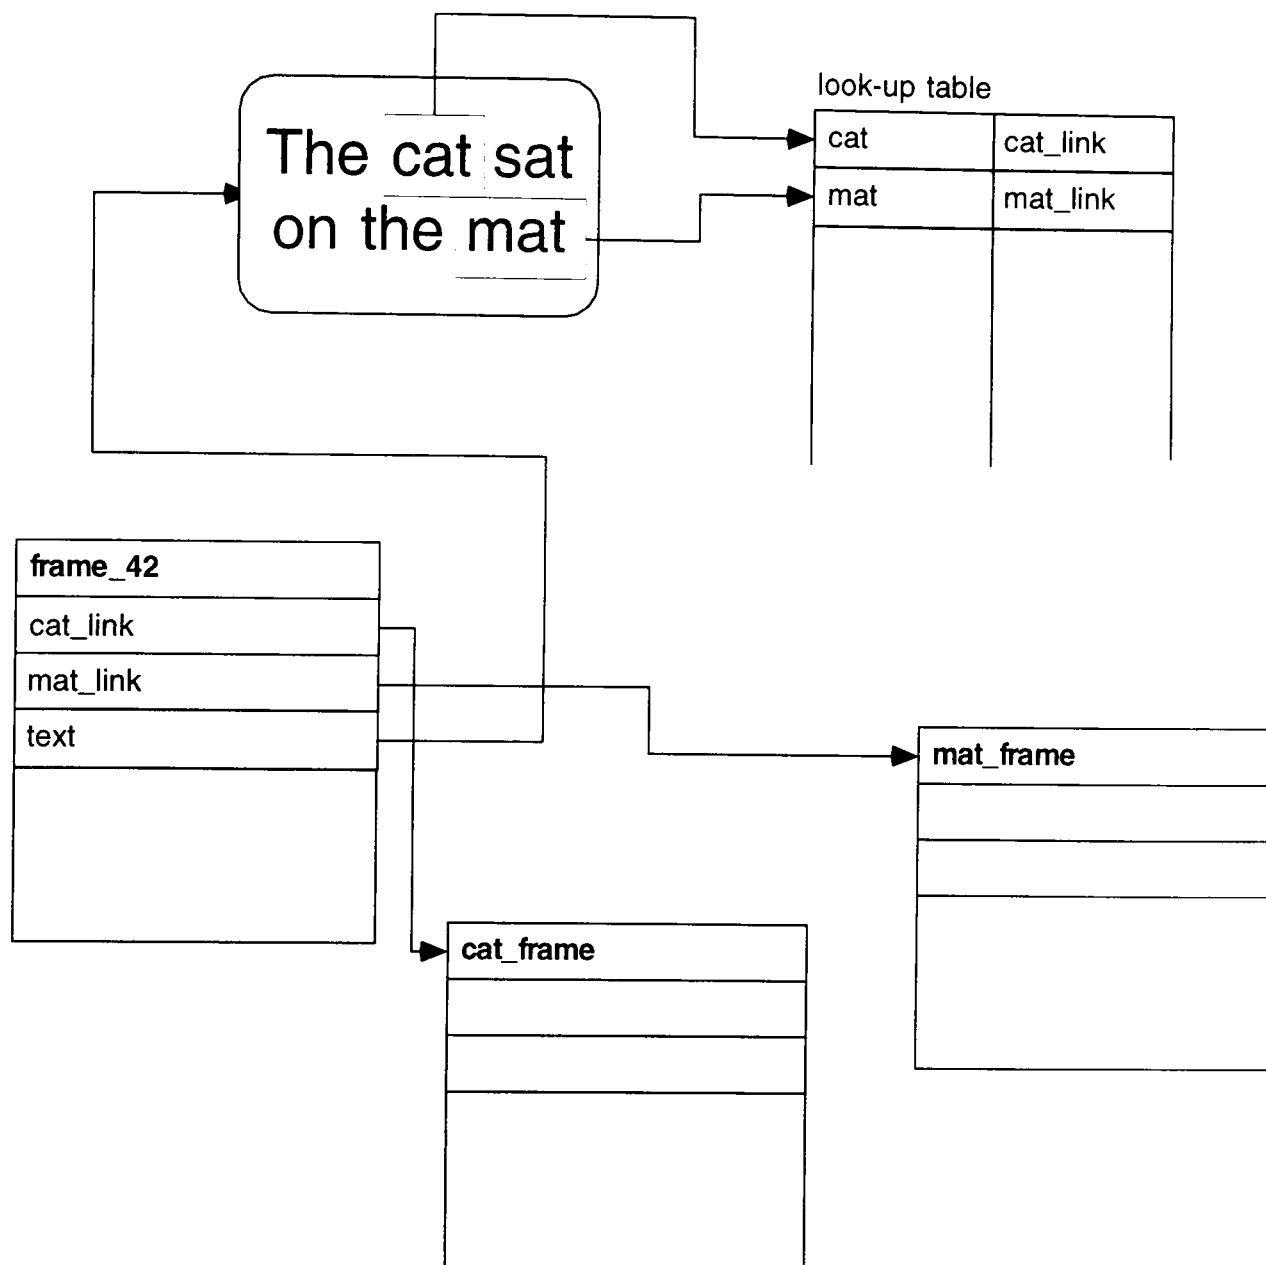 look-up table
The cat sat
on the mat
cat cat_link
mat mat_link
frame_42
cat_link
mat_link
text
mat_frame
cat_frame